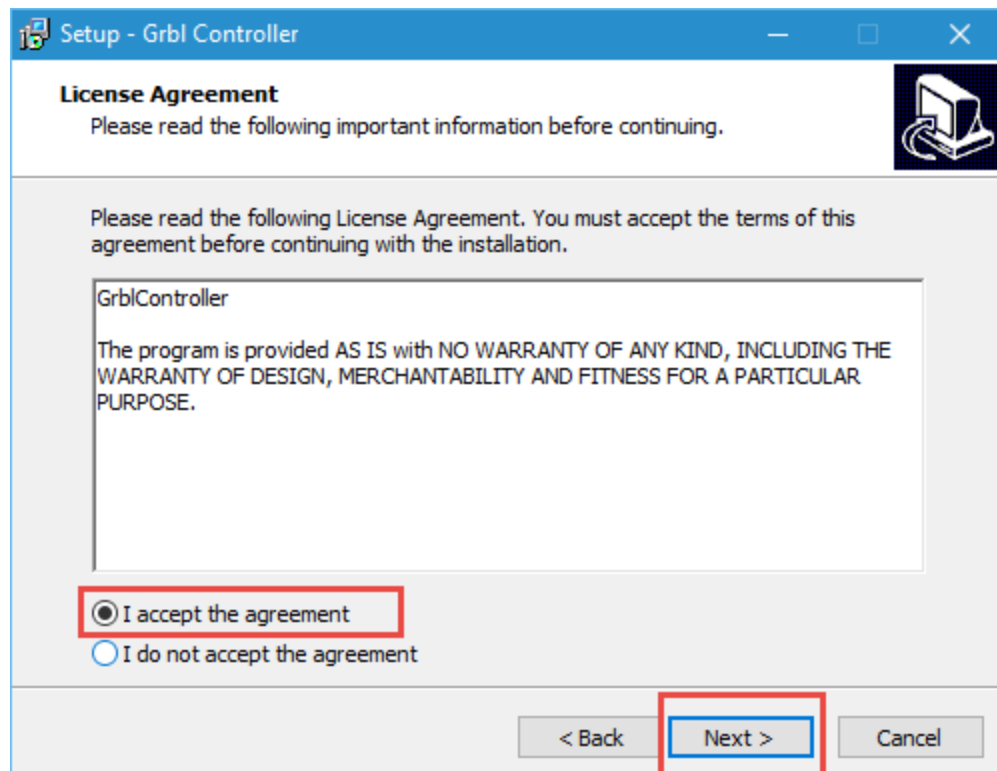 Setup - Grbl Controller
License Agreement
Please read the following important information before continuing.
Please read the following License Agreement. You must accept the terms of this
agreement before continuing with the installation.
GrblController
The program is provided AS IS with NO WARRANTY OF ANY KIND, INCLUDING THE
WARRANTY OF DESIGN, MERCHANTABILITY AND FITNESS FOR A PARTICULAR
PURPOSE.
I accept the agreement
I do not accept the agreement
< Back Next > Cancel